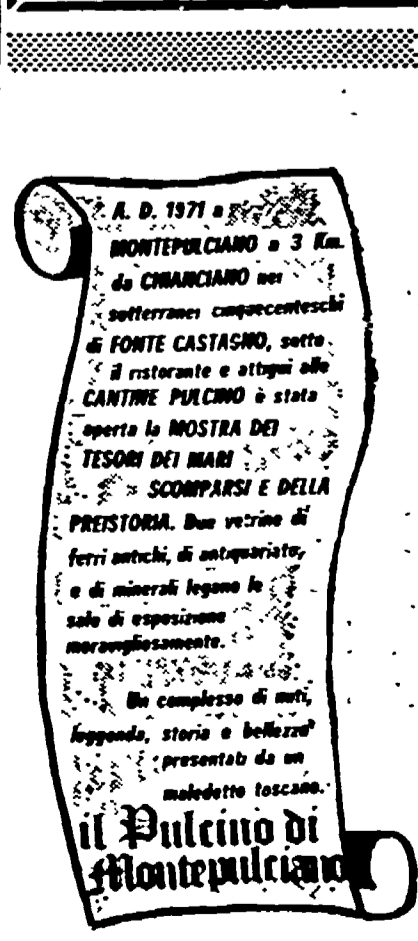 A. D. 1971 a
MONTEPULCIANO a 3 Km.
da CHIANCIANO nei
sotterranei cinquecenteschi
di FONTE CASTAGNO, sotto
il ristorante e attigui alle
CANTINE PULCINO è stata
aperta la MOSTRA DEI
TESORI DEI MARI
SCOMPARSI E DELLA
PREISTORIA. Due vetrine di
ferri antichi, di antiquariato,
e di minerali legano le
sale di esposizione
meravigliosamente.
Un complesso di miti,
leggenda, storia e bellezza
presentati da un
maledetto toscano.
il Pulcino di
Montepulciano